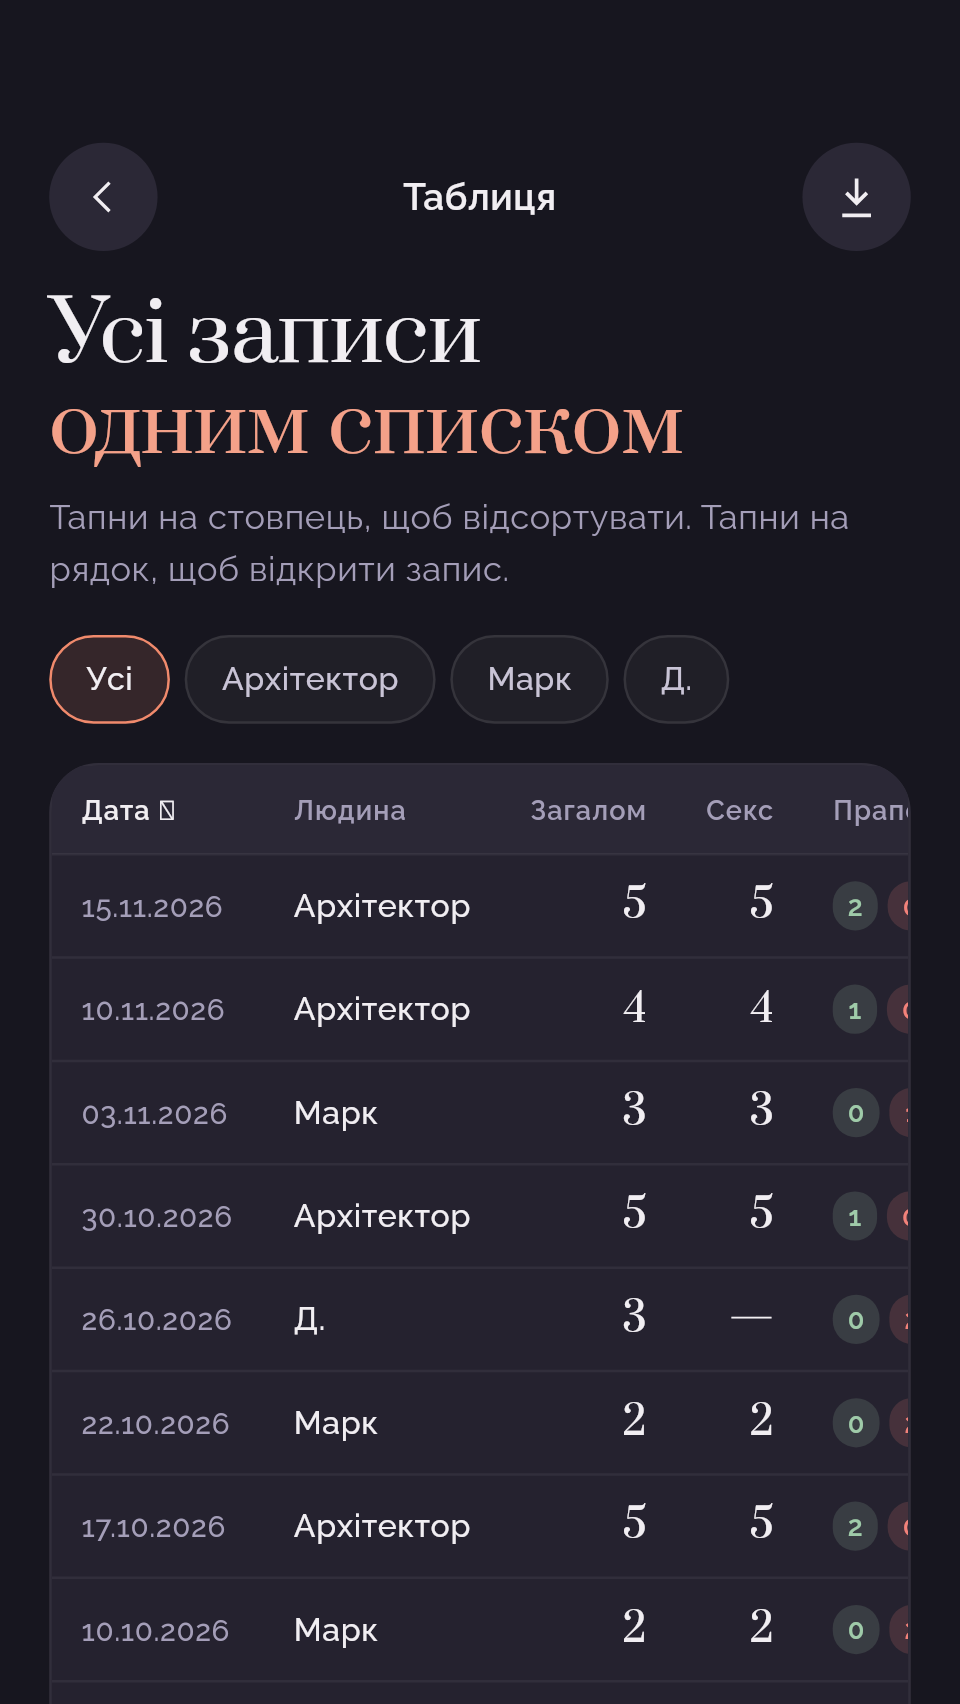 Таблиця
Усі записи
одним списком
Тапни на стовпець, щоб відсортувати. Тапни на
рядок, щоб відкрити запис.
Усі Архітектор Марк Д.
Дата Людина Загалом Секс
15.11.2026 Архітектор 5 5 2
10.11.2026 Архітектор 4 4 1
03.11.2026 Марк 3 3 0
30.10.2026 Архітектор 5 5 1
26.10.2026 Д. 3 — 0
22.10.2026 Марк 2 2 0
17.10.2026 Архітектор 5 5 2
10.10.2026 Марк 2 2 0